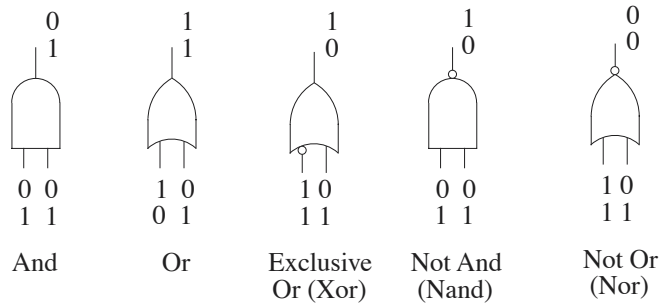 0 1 1 1 0
1 1 0 0 0
0 0 1 0 1 0 0 0 1 0
1 1 0 1 1 1 1 1 1 1
And Or Exclusive Not And Not Or
Or (Xor) (Nand) (Nor)